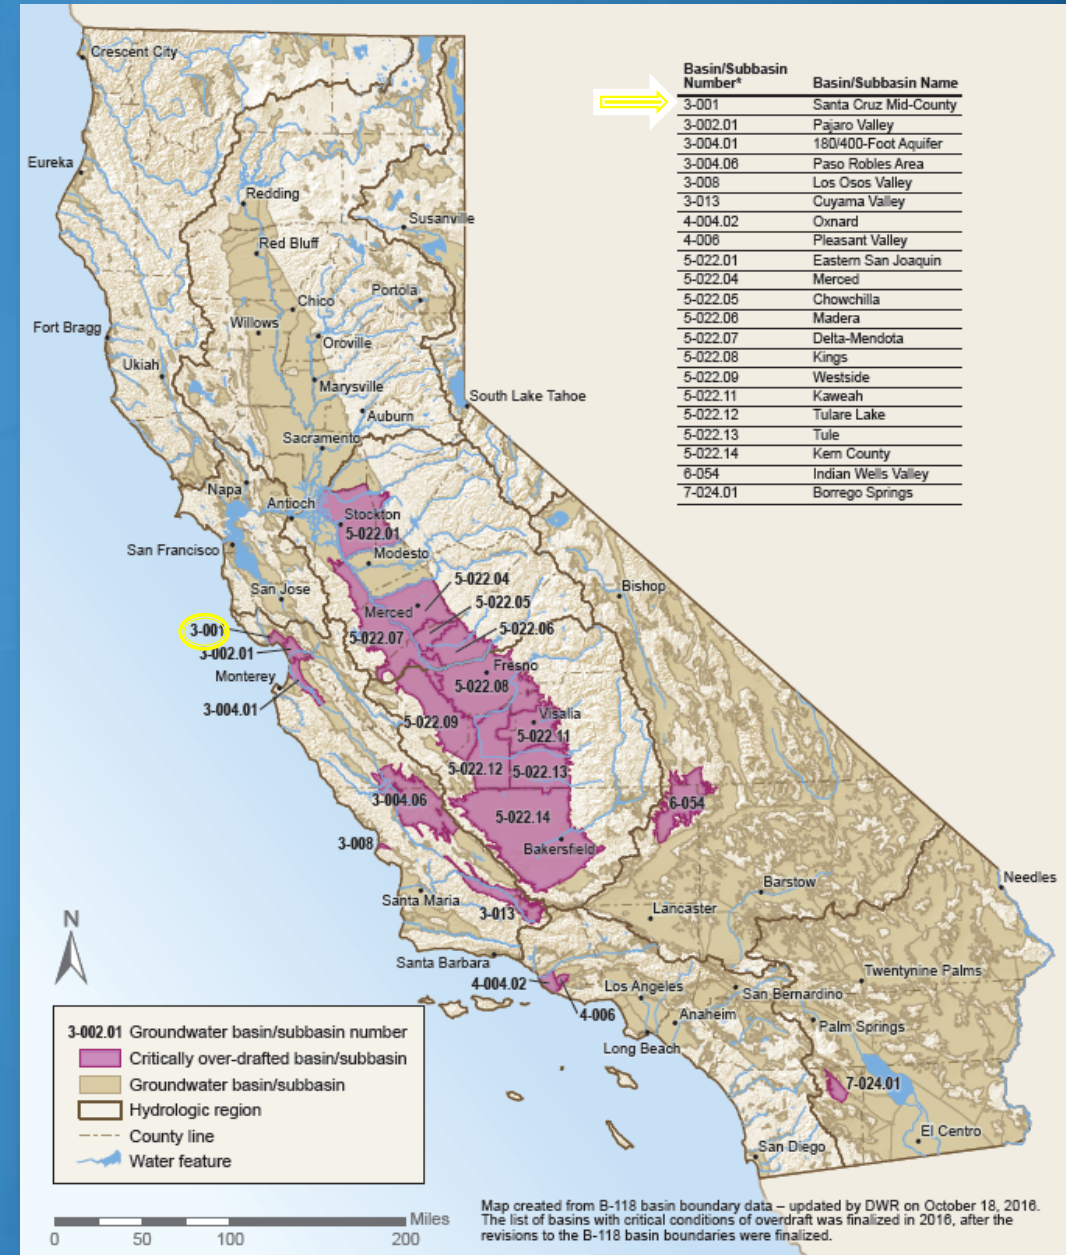 Basin/Subbasin
Number* Basin/Subbasin Name
3-001 Santa Cruz Mid-County
3-002.01 Pajaro Valley
3-004.01 180/400-Foot Aquifer
3-004.06 Paso Robles Area
3-008 Los Osos Valley
3-013 Cuyama Valley
4-004.02 Oxnard
4-006 Pleasant Valley
5-022.01 Eastern San Joaquin
5-022.04 Merced
5-022.05 Chowchilla
5-022.06 Madera
5-022.07 Delta-Mendota
5-022.08 Kings
5-022.09 Westside
5-022.11 Kaweah
5-022.12 Tulare Lake
5-022.13 Tule
5-022.14 Kern County
6-054 Indian Wells Valley
7-024.01 Borrego Springs
Crescent City
Eureka
Redding
Susanville
Red Bluff
Portola
Chico
Willows
Fort Bragg
Oroville
Ukiah
Marysville
South Lake Tahoe
Auburn
Sacramento
Napa
Antioch
Stockton
5-022.01
San Francisco
Modesto
5-022.04
Bishop
San Jose
5-022.05
Merced
3-001
5-022.06
5-022.07
3-002.01
Fresno
Monterey
5-022.08
3-004.01
Visalia
5-022.09
5-022.11
5-022.12
5-022.13
3-004.06
6-054
5-022.14
3-008
Bakersfield
Needles
Barstow
Santa Maria
Lancaster
3-013
N
Santa Barbara
Twentynine Palms
4-004.02
Los Angeles
San Bernardino
4-006
Anaheim
Palm Springs
Long Beach
7-024.01
El Centro
San Diego
3-002.01 Groundwater basin/subbasin number
Critically over-drafted basin/subbasin
Groundwater basin/subbasin
Hydrologic region
County line
Water feature
Miles
0 50 100 200
Map created from B-118 basin boundary data – updated by DWR on October 18, 2016.
The list of basins with critical conditions of overdraft was finalized in 2016, after the
revisions to the B-118 basin boundaries were finalized.